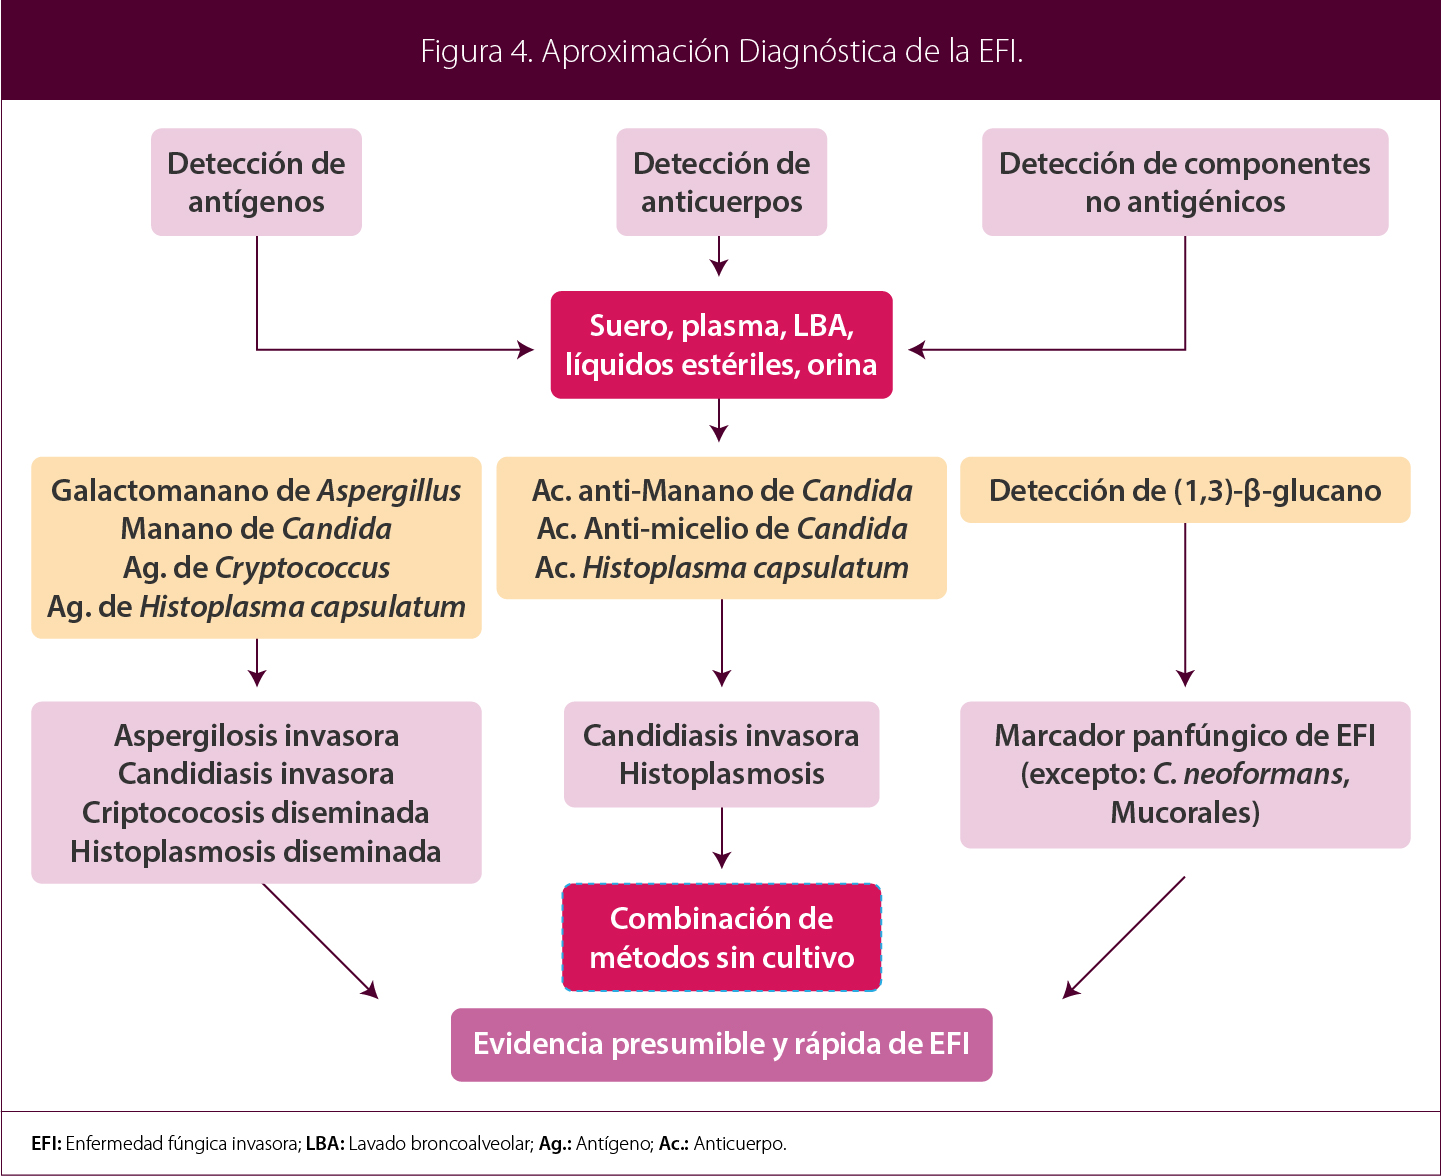 Figura 4. Aproximación Diagnóstica de la EFI.
Detección de
antígenos
Detección de
anticuerpos
Detección de componentes
no antigénicos
Suero, plasma, LBA,
líquidos estériles, orina
Galactomanano de Aspergillus
Manano de Candida
Ag. de Cryptococcus
Ag. de Histoplasma capsulatum
Ac. anti-Manano de Candida
Ac. Anti-micelio de Candida
Ac. Histoplasma capsulatum
Detección de (1,3)-β-glucano
Aspergilosis invasora
Candidiasis invasora
Criptococosis diseminada
Histoplasmosis diseminada
Candidiasis invasora
Histoplasmosis
Marcador panfúngico de EFI
(excepto: C. neoformans,
Mucorales)
Combinación de
métodos sin cultivo
Evidencia presumible y rápida de EFI
EFI: Enfermedad fúngica invasora; LBA: Lavado broncoalveolar; Ag.: Antígeno; Ac.: Anticuerpo.